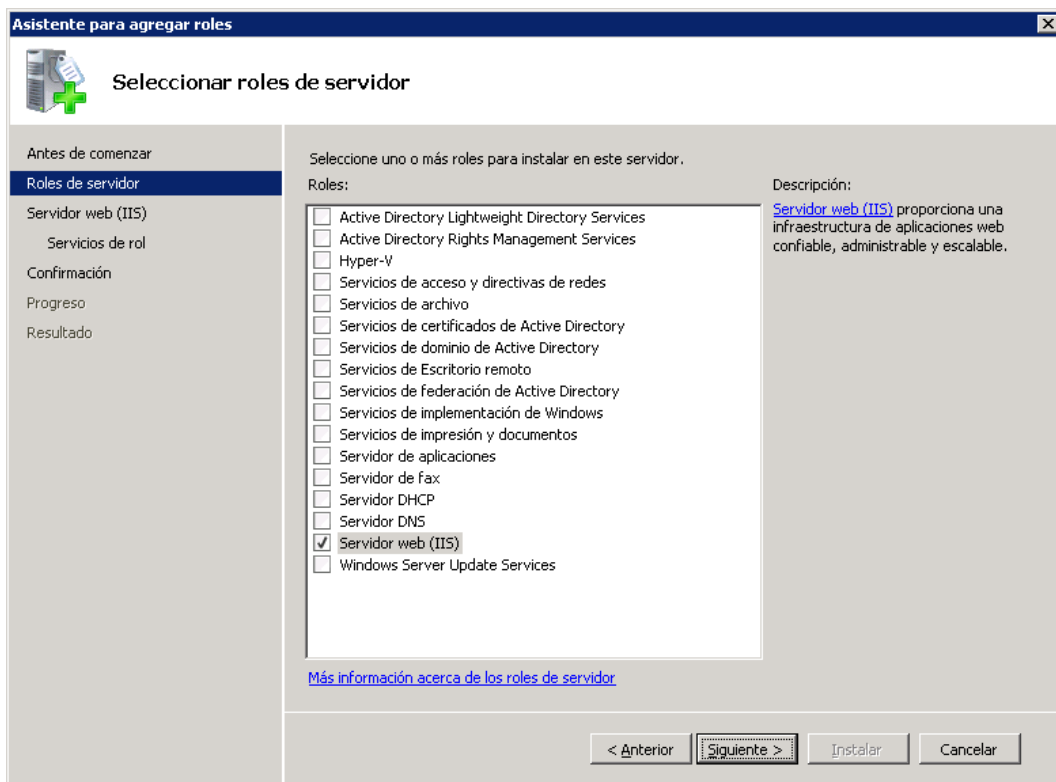 Asistente para agregar roles
Seleccionar roles de servidor
Antes de comenzar
Roles de servidor
Servidor web (IIS)
Servicios de rol
Confirmación
Progreso
Resultado
Seleccione uno o más roles para instalar en este servidor.
Roles:
Active Directory Lightweight Directory Services
Active Directory Rights Management Services
Hyper-V
Servicios de acceso y directivas de redes
Servicios de archivo
Servicios de certificados de Active Directory
Servicios de dominio de Active Directory
Servicios de Escritorio remoto
Servicios de federación de Active Directory
Servicios de implementación de Windows
Servicios de impresión y documentos
Servidor de aplicaciones
Servidor de fax
Servidor DHCP
Servidor DNS
Servidor web (IIS)
Windows Server Update Services
Más información acerca de los roles de servidor
Descripción:
Servidor web (IIS) proporciona una
infraestructura de aplicaciones web
confiable, administrable y escalable.
< Anterior
Siguiente >
Instalar
Cancelar